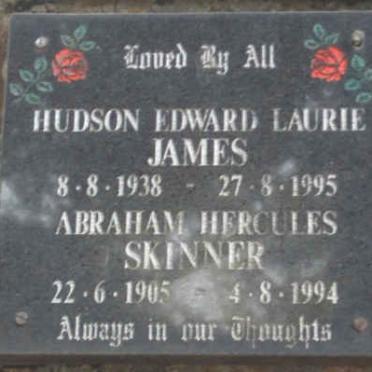 Loved By All
HUDSON EDWARD LAURIE
JAMES
8·8·1938 - 27·8·1995
ABRAHAM HERCULES
SKINNER
22·6·1905 - 4·8·1994
Always in our Thoughts